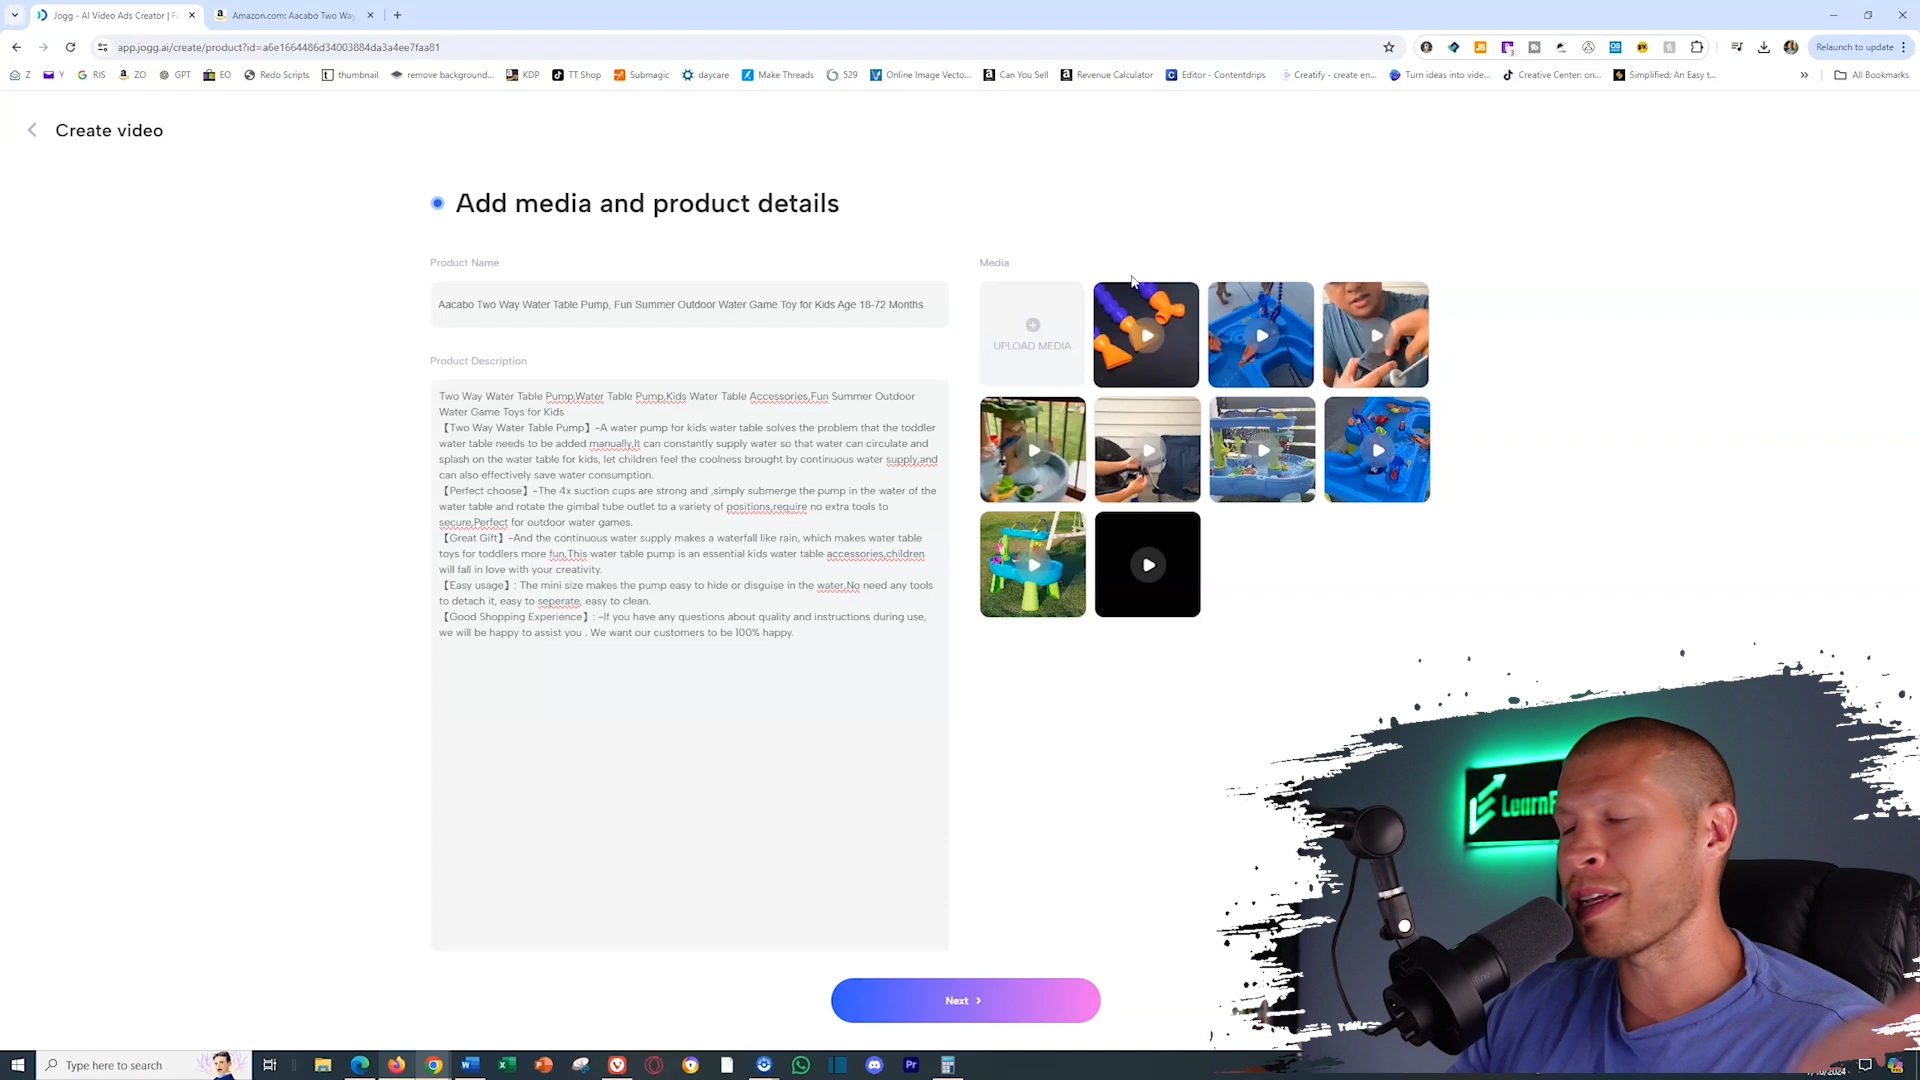 Jogg - AI Video Ads Creator | F
Amazon.com: Aacabo Two Way
app.jogg.ai/create/product?id=a6e1664486d34003884da3a4ee7faa81
Relaunch to update
Z
Y
RIS
ZO
GPT
EO
Redo Scripts
thumbnail
remove background...
KDP
TT Shop
Submagic
daycare
Make Threads
529
Online Image Vecto...
Can You Sell
Revenue Calculator
Editor - Contentdrips
Creatify - create en...
Turn ideas into vide...
Creative Center: on...
Simplified: An Easy t...
All Bookmarks
Create video
Add media and product details
Product Name
Aacabo Two Way Water Table Pump, Fun Summer Outdoor Water Game Toy for Kids Age 18-72 Months
Product Description
Two Way Water Table Pump,Water Table Pump,Kids Water Table Accessories,Fun Summer Outdoor
Water Game Toys for Kids
【Two Way Water Table Pump】-A water pump for kids water table solves the problem that the toddler
water table needs to be added manually,It can constantly supply water so that water can circulate and
splash on the water table for kids, let children feel the coolness brought by continuous water supply,and
can also effectively save water consumption.
【Perfect choose】-The 4x suction cups are strong and ,simply submerge the pump in the water of the
water table and rotate the gimbal tube outlet to a variety of positions,require no extra tools to
secure,Perfect for outdoor water games.
【Great Gift】-And the continuous water supply makes a waterfall like rain, which makes water table
toys for toddlers more fun,This water table pump is an essential kids water table accessories,children
will fall in love with your creativity.
【Easy usage】: The mini size makes the pump easy to hide or disguise in the water,No need any tools
to detach it, easy to seperate, easy to clean.
【Good Shopping Experience】: -If you have any questions about quality and instructions during use,
we will be happy to assist you . We want our customers to be 100% happy.
Media
UPLOAD MEDIA
Next
Type here to search